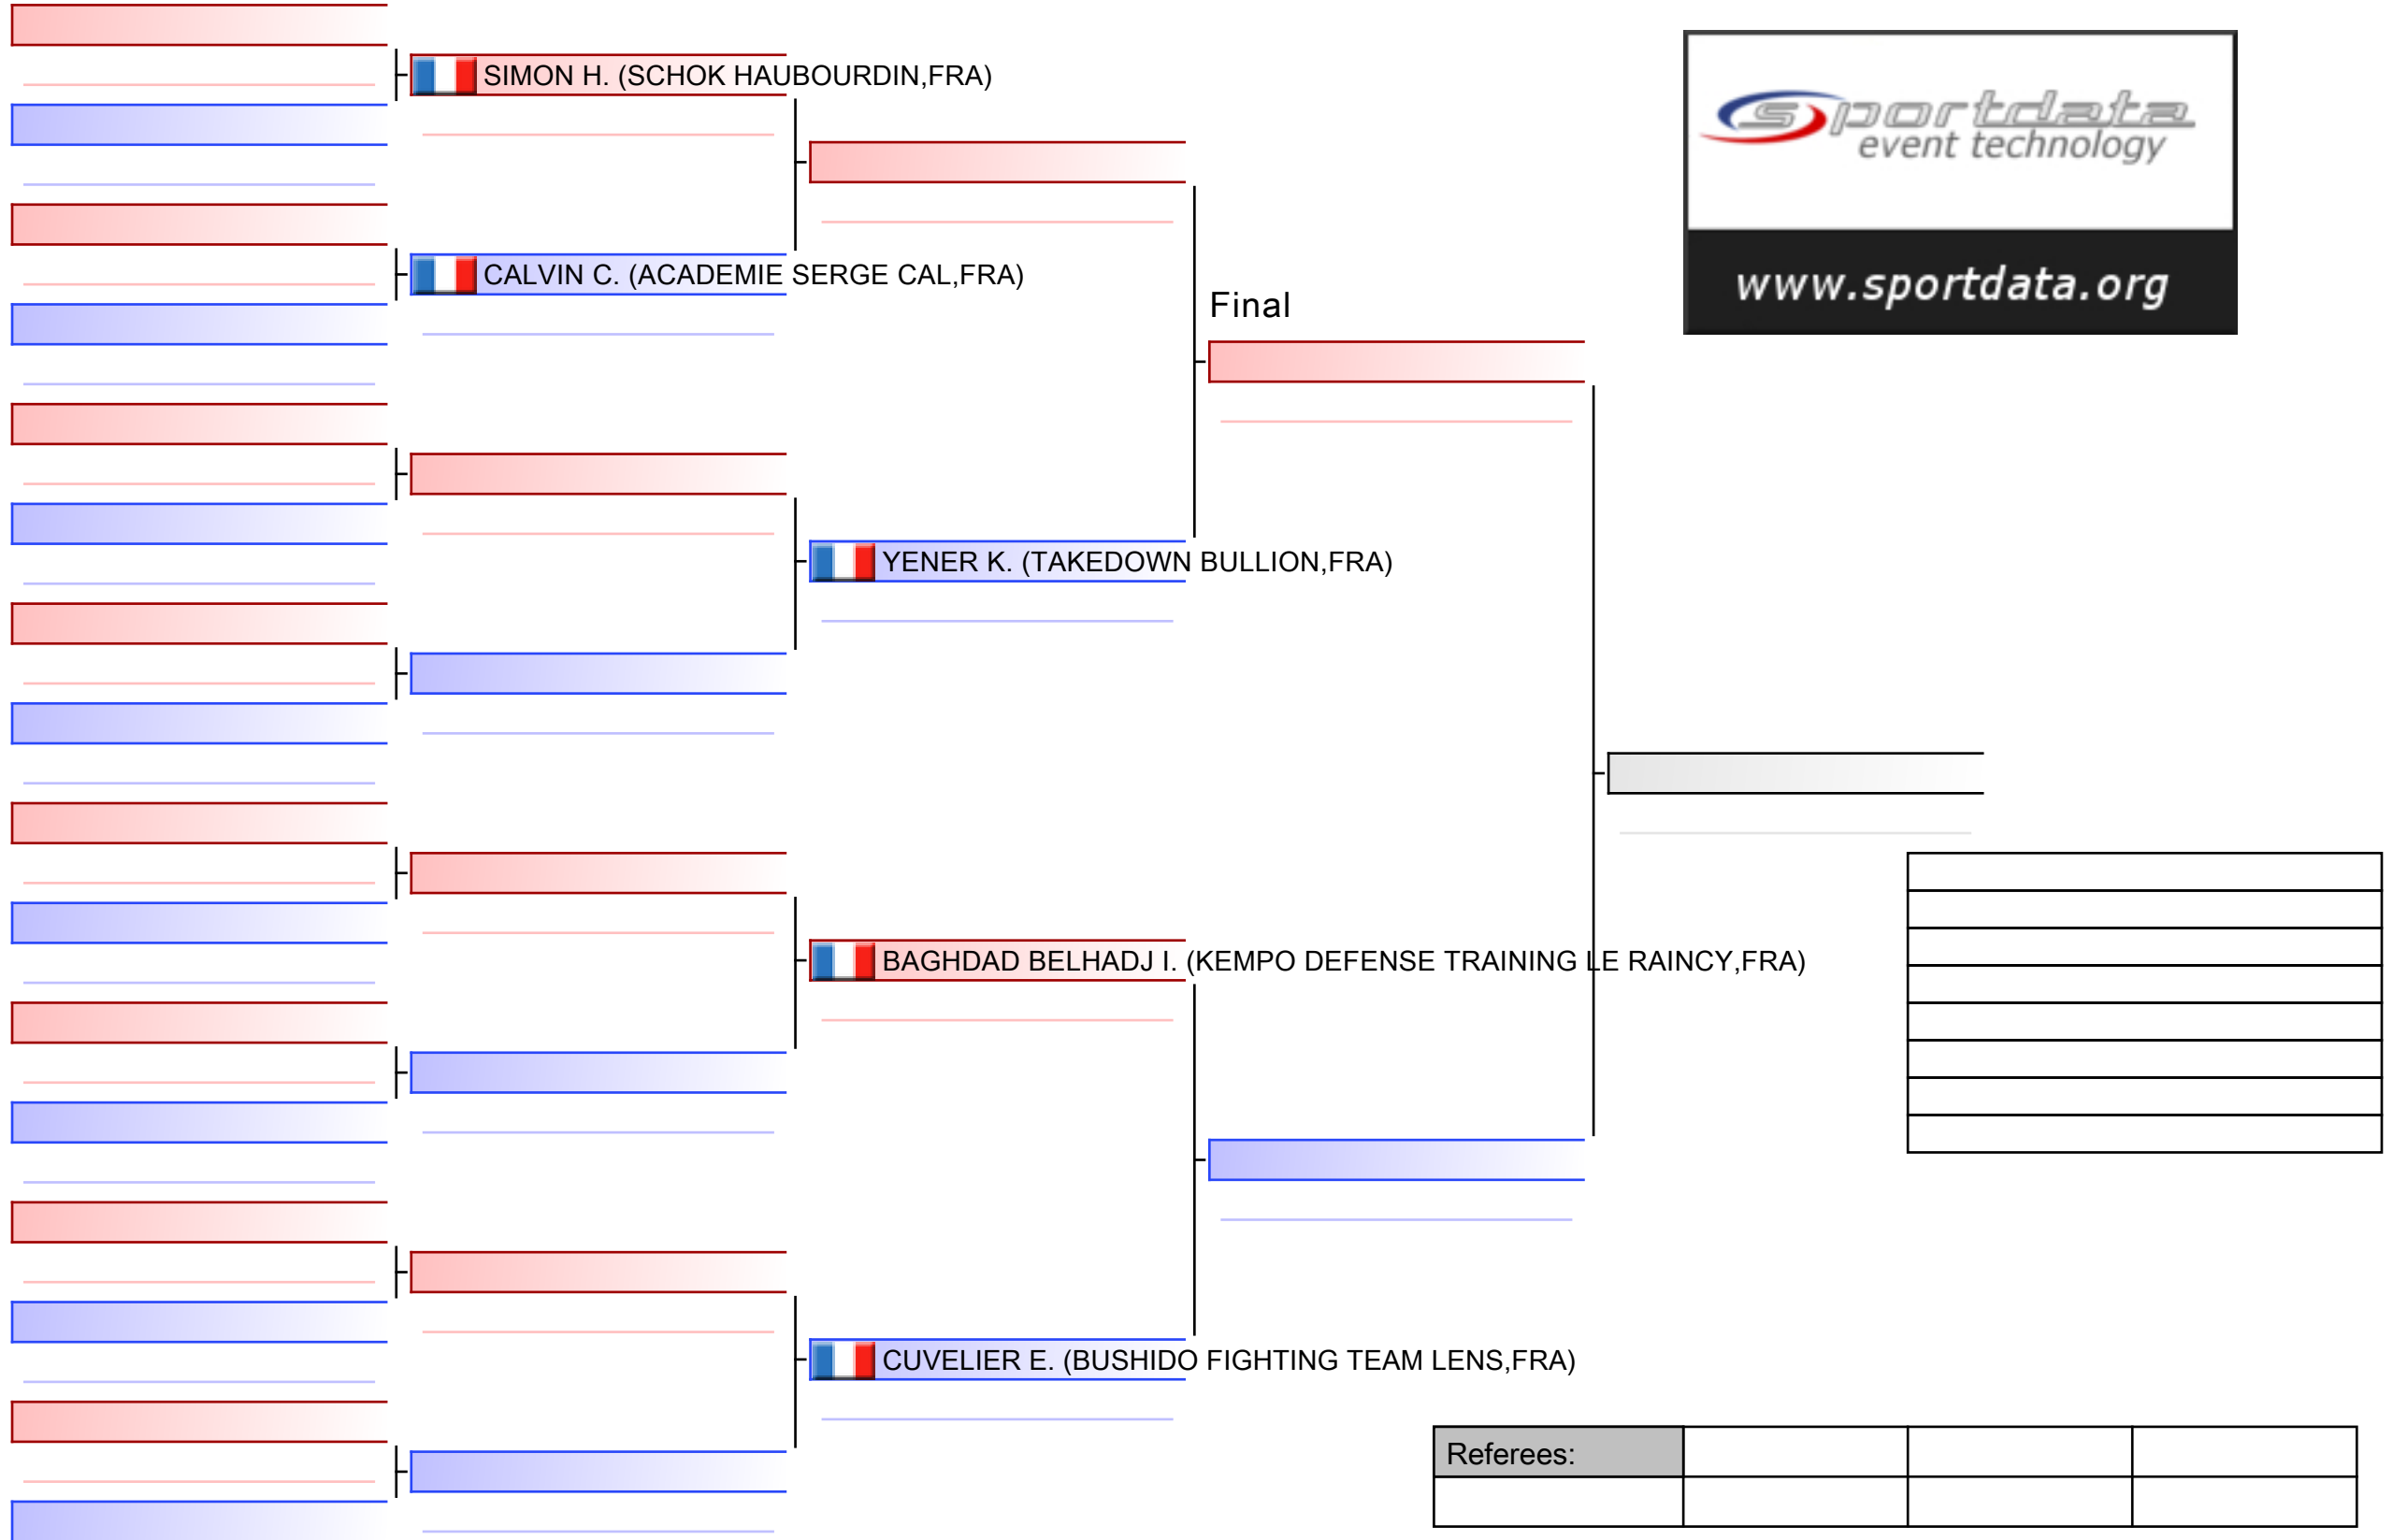 SIMON H. (SCHOK HAUBOURDIN,FRA)
sportdata
event technology
www.sportdata.org
CALVIN C. (ACADEMIE SERGE CAL,FRA)
Final
YENER K. (TAKEDOWN BULLION,FRA)
BAGHDAD BELHADJ I. (KEMPO DEFENSE TRAINING LE RAINCY,FRA)
CUVELIER E. (BUSHIDO FIGHTING TEAM LENS,FRA)
Referees: